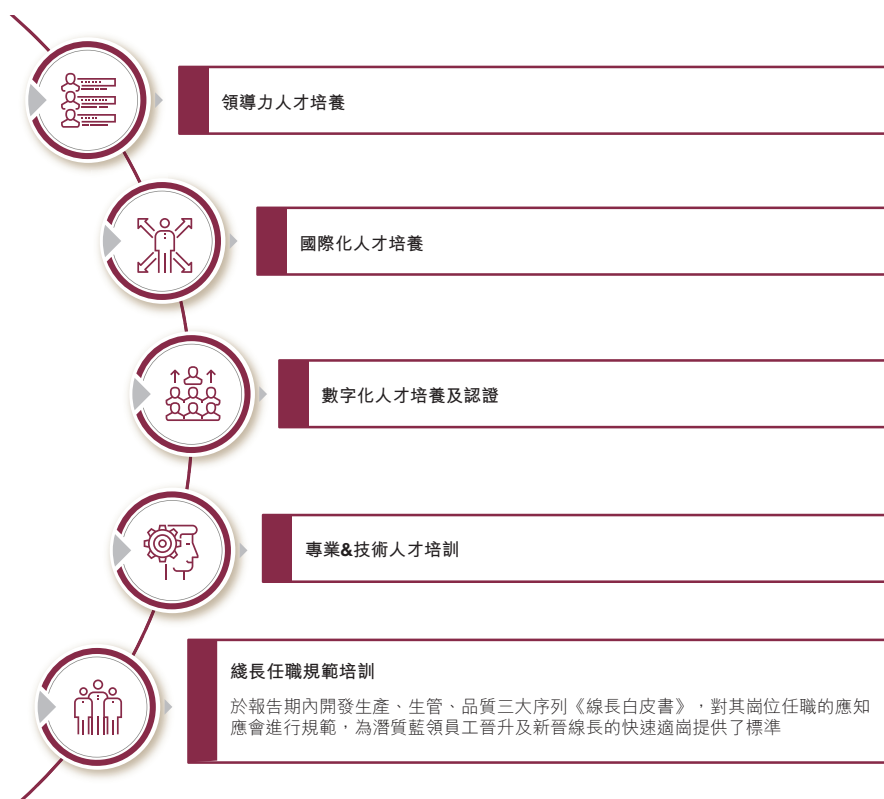 領導力人才培養
國際化人才培養
數字化人才培養及認證
專業&技術人才培訓
綫長任職規範培訓
於報告期內開發生產、生管、品質三大序列《線長白皮書》，對其崗位任職的應知
應會進行規範，為潛質藍領員工晉升及新晉線長的快速適崗提供了標準